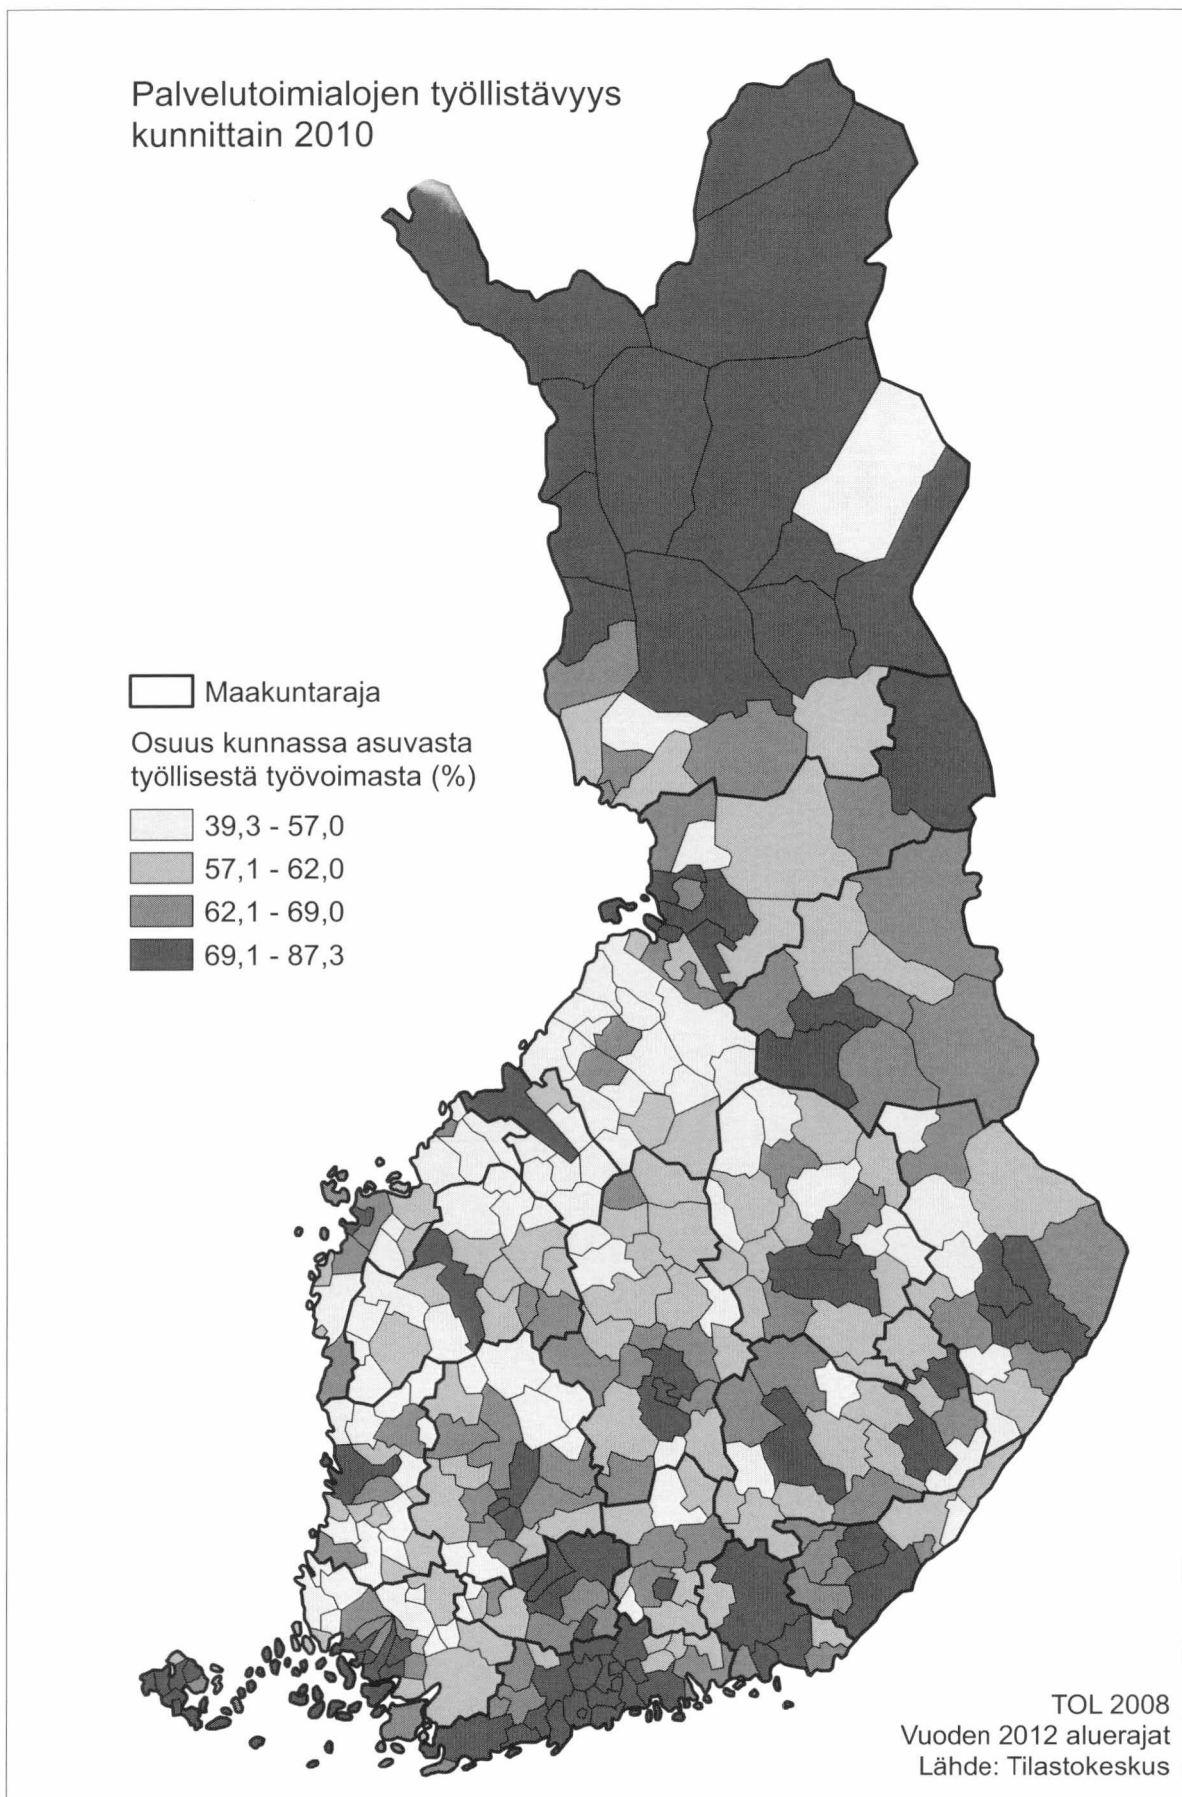 Palvelutoimialojen työllistävyys
kunnittain 2010
Maakuntaraja
Osuus kunnassa asuvasta
työllisestä työvoimasta (%)
39,3 - 57,0
57,1 - 62,0
62,1 - 69,0
69,1 - 87,3
TOL 2008
Vuoden 2012 aluerajat
Lähde: Tilastokeskus